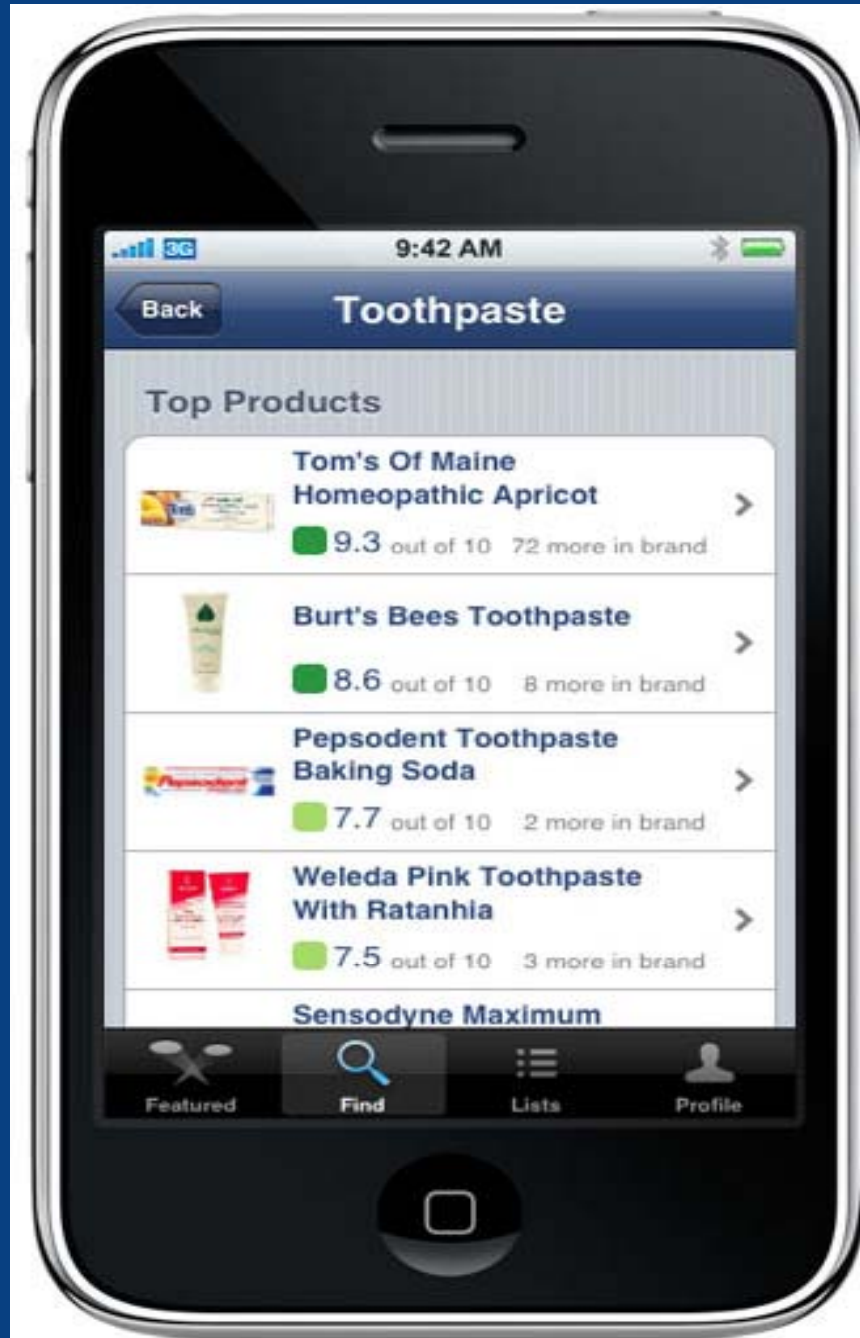 3G 9:42 AM
Back Toothpaste
Top Products
Tom's Of Maine
Homeopathic Apricot
9.3 out of 10 72 more in brand
Burt's Bees Toothpaste
8.6 out of 10 8 more in brand
Pepsodent Toothpaste
Baking Soda
Pepsodent
7.7 out of 10 2 more in brand
Weleda Pink Toothpaste
With Ratanhia
7.5 out of 10 3 more in brand
Sensodyne Maximum
Featured Find Lists Profile